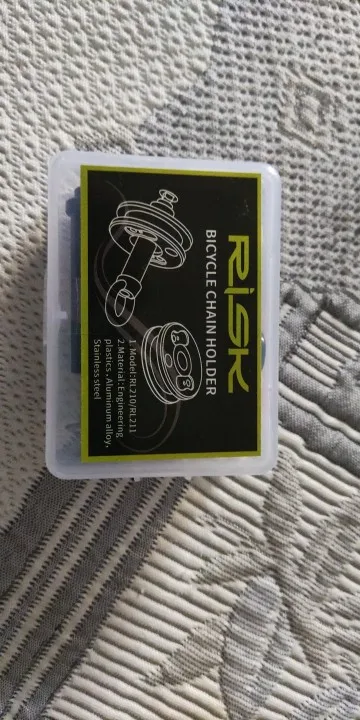 RISK
BICYCLE CHAIN HOLDER
1. Model:RL210/RL211
2.Material:Engineering
plastics,Aluminum alloy,
Stainless steel